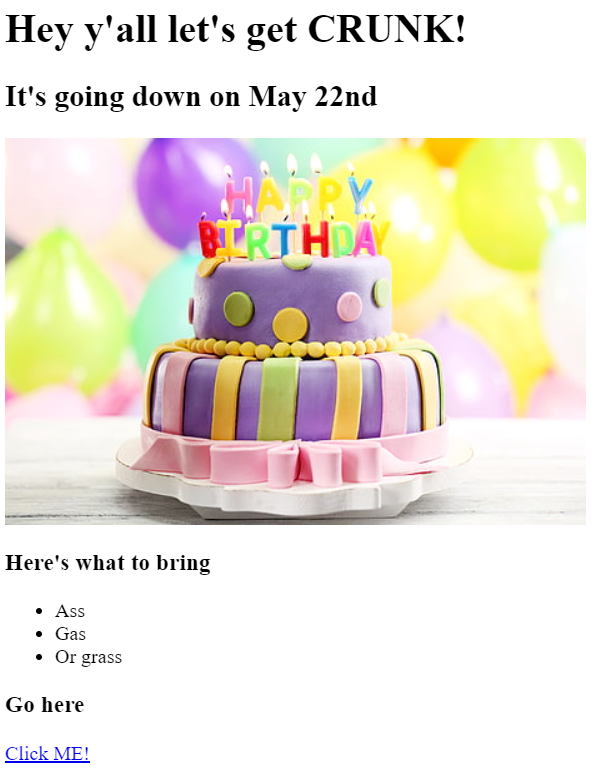 Hey y'all let's get CRUNK!
It's going down on May 22nd
HAPPY
BIRTHDAY
Here's what to bring
Ass
Gas
Or grass
Go here
Click ME!